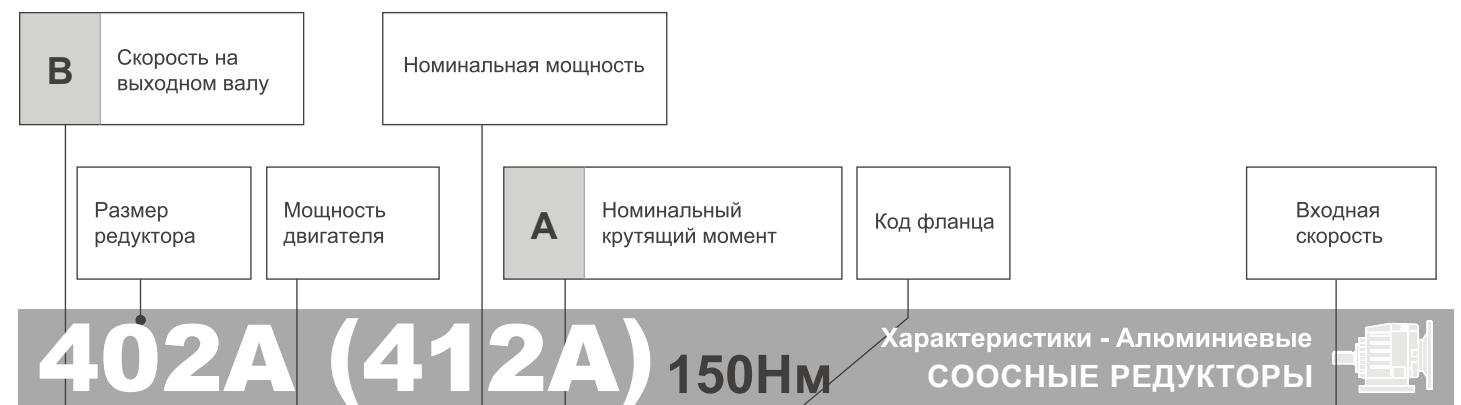 B
Скорость на
выходном валу
Номинальная мощность
Размер
редуктора
Мощность
двигателя
A
Номинальный
крутящий момент
Код фланца
Входная
скорость
402A (412A) 150Нм
Характеристики - Алюминиевые
СООСНЫЕ РЕДУКТОРЫ